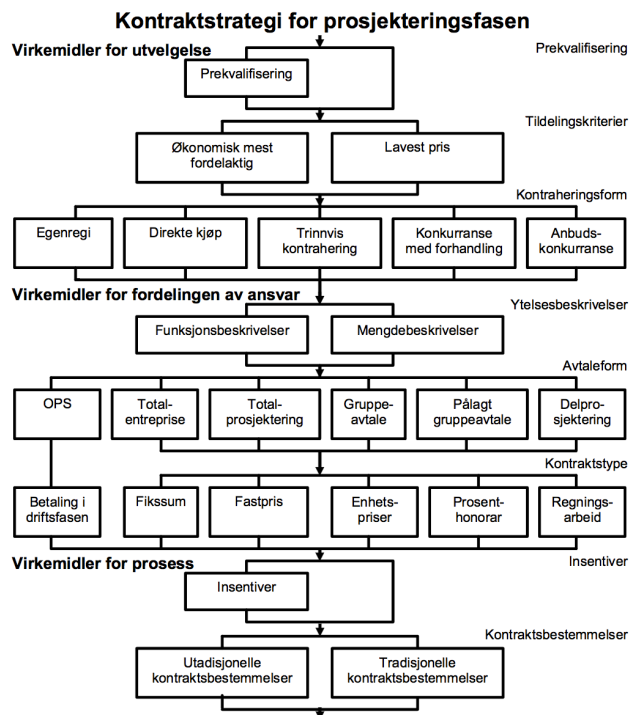 Kontraktstrategi for prosjekteringsfasen
Virkemidler for utvelgelse
Prekvalifisering
Prekvalifisering
Tildelingskriterier
Økonomisk mest
fordelaktig
Lavest pris
Kontraheringsform
Egenregi
Direkte kjøp
Trinnvis
kontrahering
Konkurranse
med forhandling
Anbuds-
konkurranse
Virkemidler for fordelingen av ansvar
Ytelsesbeskrivelser
Funksjonsbeskrivelser
Mengdebeskrivelser
Avtaleform
OPS
Total-
entreprise
Total-
prosjektering
Gruppe-
avtale
Pålagt
gruppeavtale
Delpro-
sjektering
Kontraktstype
Betaling i
driftsfasen
Fikssum
Fastpris
Enhets-
priser
Prosent-
honorar
Regnings-
arbeid
Virkemidler for prosess
Insentiver
Insentiver
Kontraktsbestemmelser
Utadisjonelle
kontraktsbestemmelser
Tradisjonelle
kontraktsbestemmelser